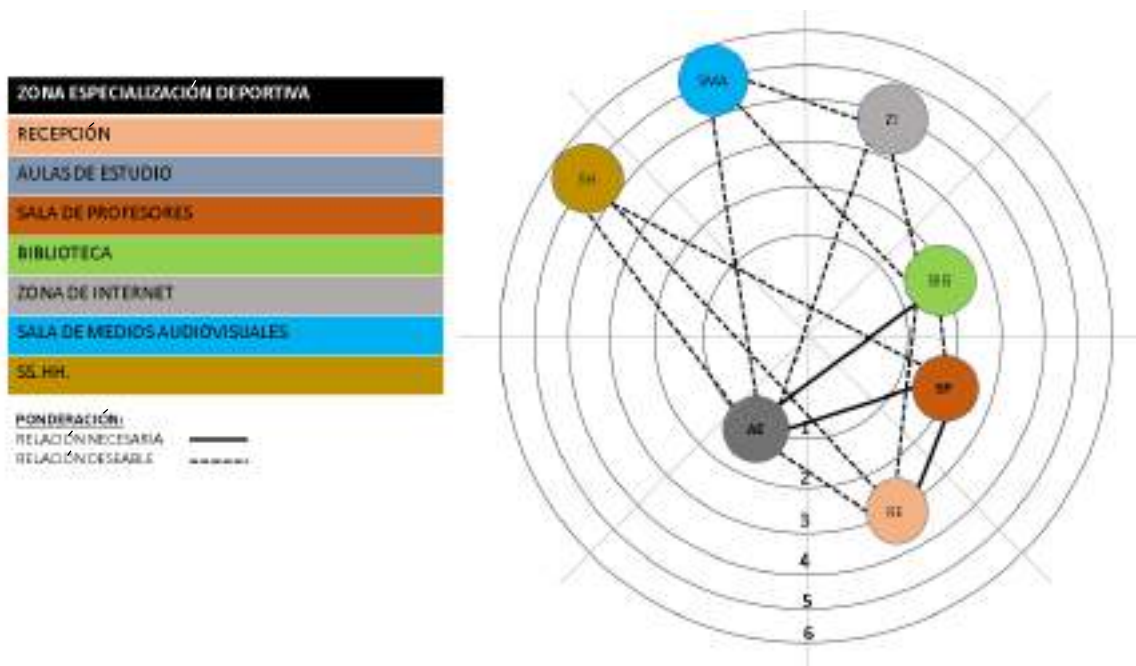 ZONA ESPECIALIZACIÓN DEPORTIVA
RECEPCIÓN
AULAS DE ESTUDIO
SALA DE PROFESORES
BIBLIOTECA
ZONA DE INTERNET
SALA DE MEDIOS AUDIOVISUALES
SS. HH.
PONDERACIÓN:
RELACIÓN NECESARIA
RELACIÓN DESEABLE
SMA
ZI
SH
BIB
SP
AE
RE
1
2
3
4
5
6